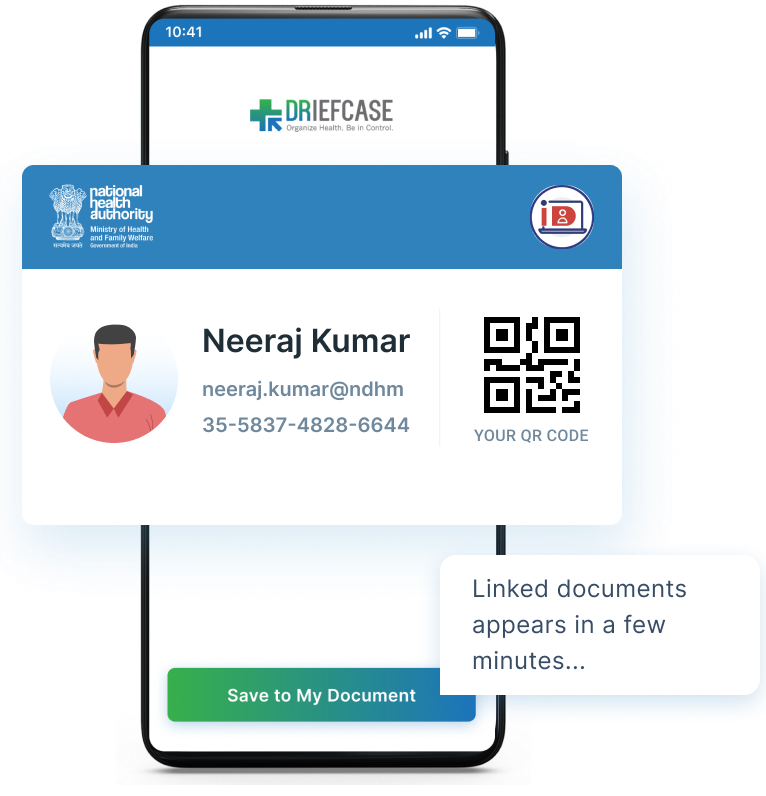 10:41
DRIEFCASE
Organize Health. Be in Control.
national
health
authority
Ministry of Health
and Family Welfare
Government of India
सत्यमेव जयते
iD
Neeraj Kumar
neeraj.kumar@ndhm
35-5837-4828-6644
YOUR QR CODE
Linked documents
appears in a few
minutes...
Save to My Document